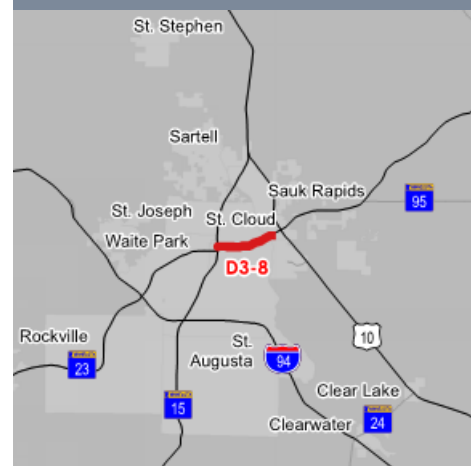 St. Stephen
Sartell
Sauk Rapids
95
St. Joseph
St. Cloud
Waite Park
D3-8
Rockville
St.
Augusta
94
10
23
Clear Lake
15
Clearwater
24